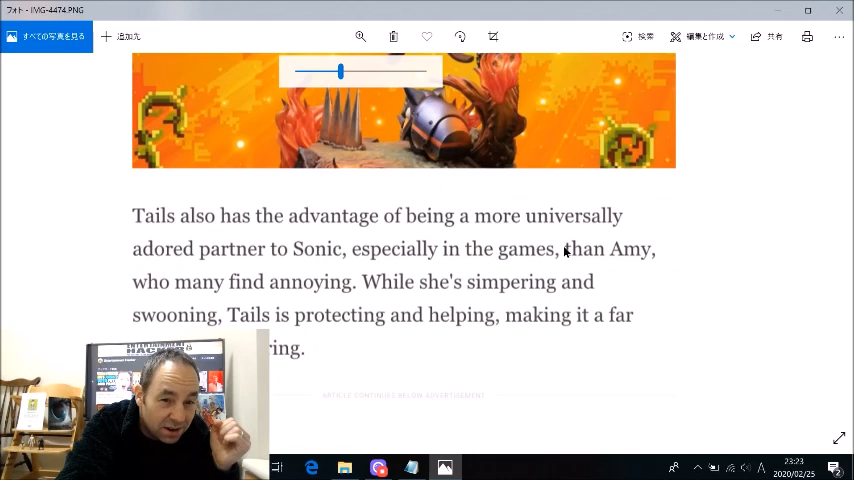 フォト - IMG-4474.PNG
すべての写真を見る
追加先
検索
編集と作成
共有
Tails also has the advantage of being a more universally
adored partner to Sonic, especially in the games, than Amy,
who many find annoying. While she's simpering and
swooning, Tails is protecting and helping, making it a far
ring.
ARTICLE CONTINUES BELOW ADVERTISEMENT
ENTERTAINMENT
A
23:23
2020/02/25
2